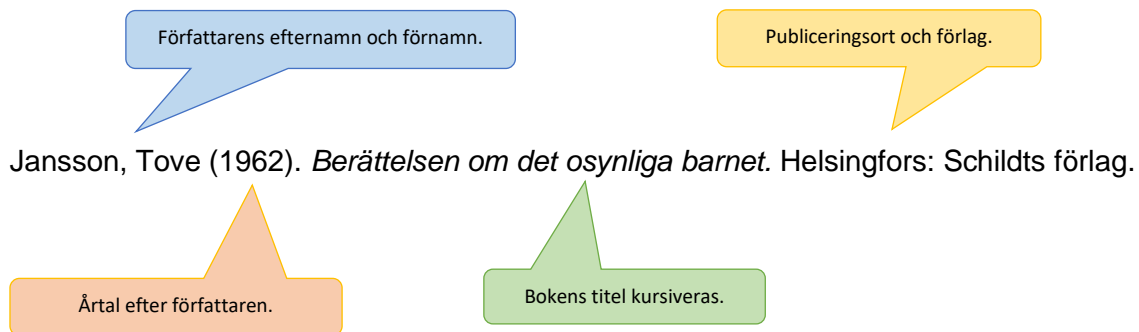 Författarens efternamn och förnamn.
Publiceringsort och förlag.
Jansson, Tove (1962). Berättelsen om det osynliga barnet. Helsingfors: Schildts förlag.
Årtal efter författaren.
Bokens titel kursiveras.